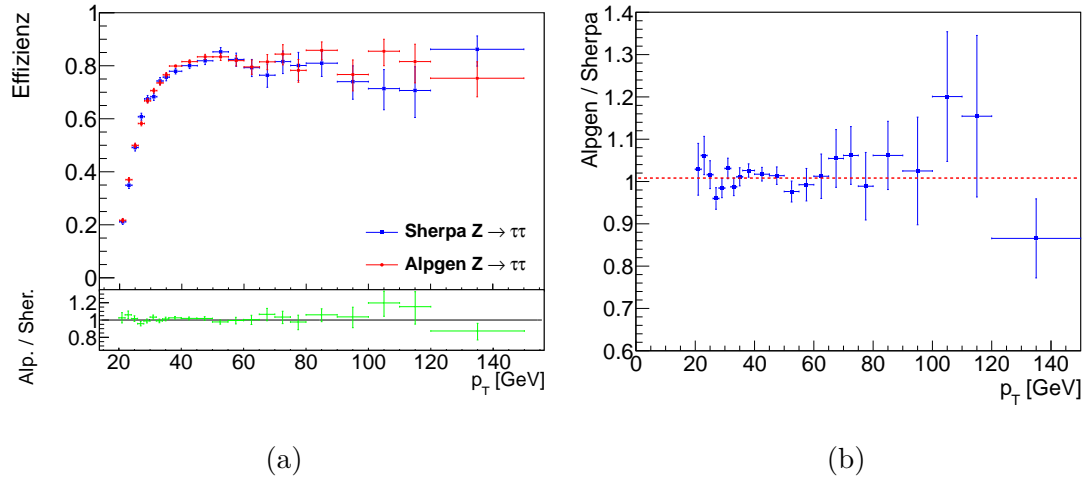 Effizienz
1
0.8
0.6
0.4
0.2
0
Sherpa Z → ττ
Alpgen Z → ττ
Alp. / Sher.
1.2
1
0.8
20 40 60 80 100 120 140
p_T [GeV]
(a)
Alpgen / Sherpa
1.4
1.3
1.2
1.1
1
0.9
0.8
0.7
0.6
0 20 40 60 80 100 120 140
p_T [GeV]
(b)